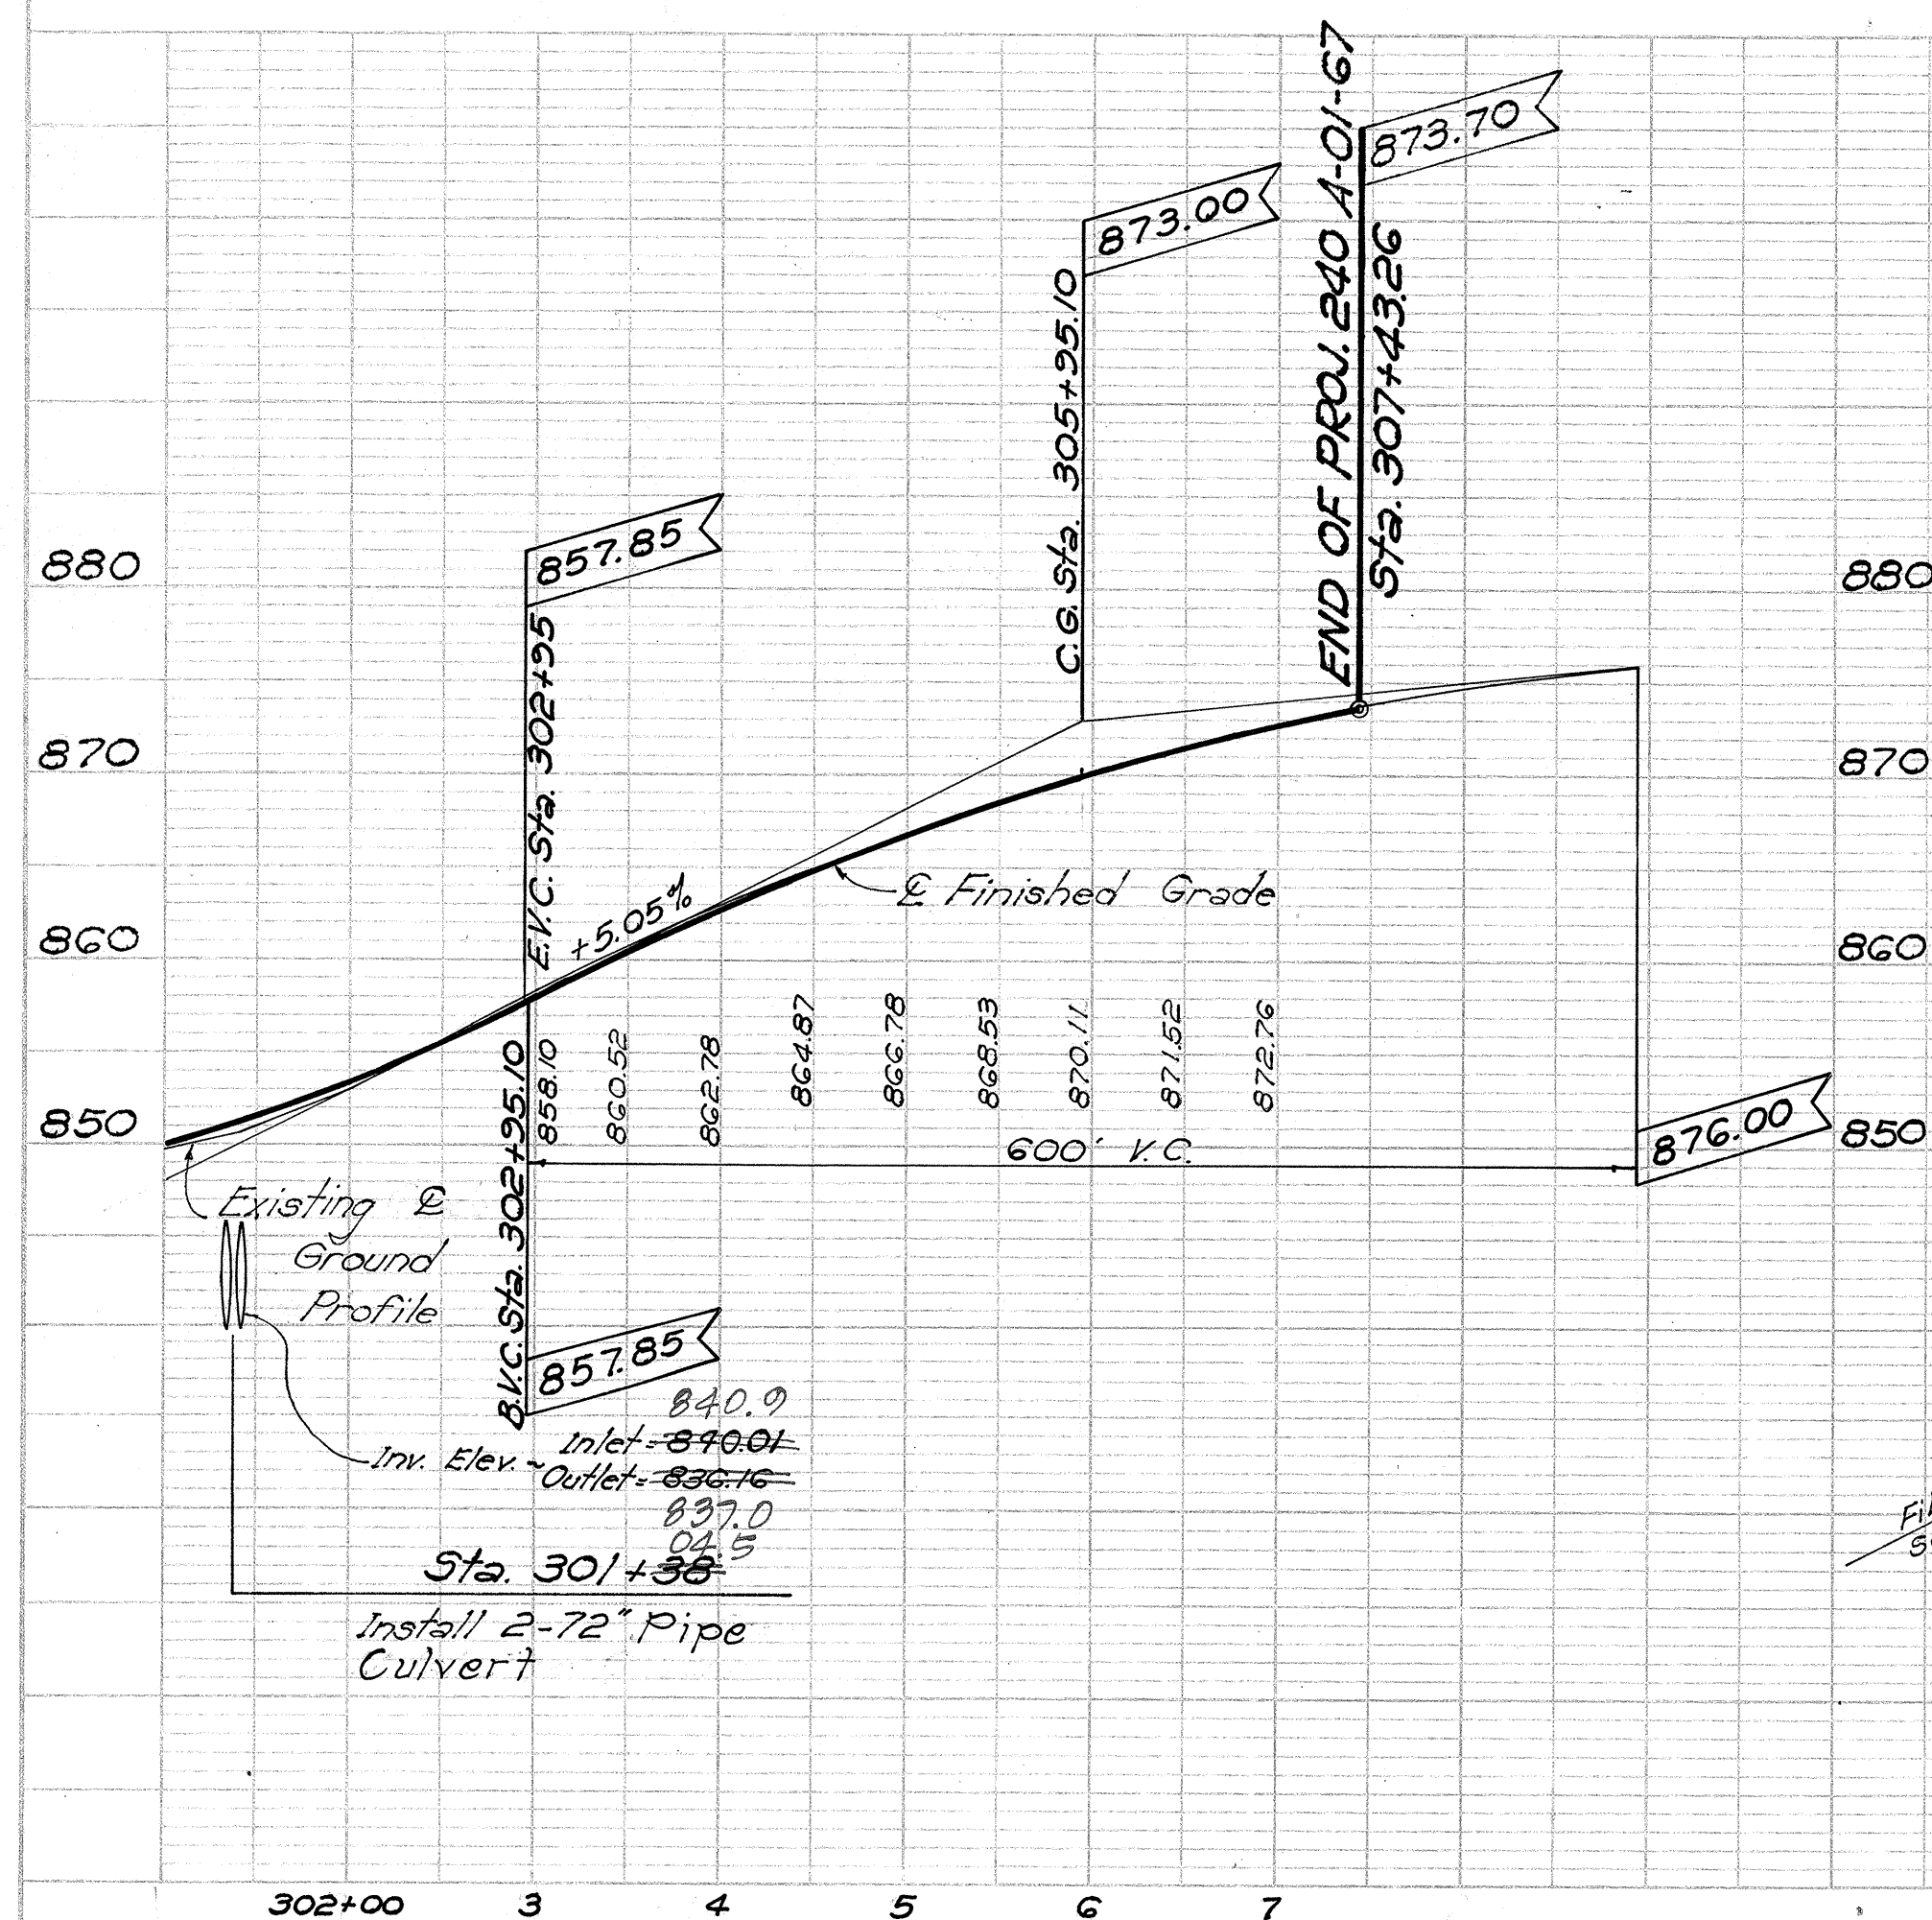 END OF PROJ. 240 A-01-67
Sta. 307+43.26
873.70
C.G. Sta. 305+95.10
873.00
E.V.C. Sta. 302+95
857.85
880
880
870
870
860
860
850
850
+5.05%
℄ Finished Grade
858.10
860.52
862.78
864.87
866.78
868.53
870.11
871.52
872.76
600' V.C.
876.00
Existing ℄
Ground
Profile
B.V.C. Sta. 302+95.10
857.85
840.9
Inv. Elev. ~
Inlet = 840.01
Outlet = 836.16
837.0
04.5
Sta. 301+38
Install 2-72" Pipe
Culvert
302+00 3 4 5 6 7